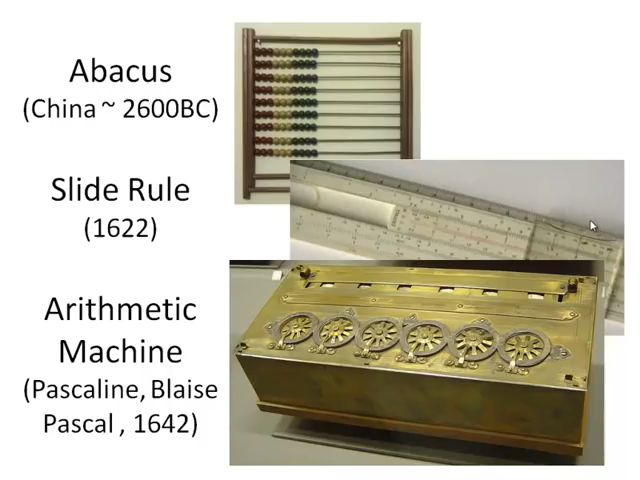 Abacus
(China ~ 2600BC)
Slide Rule
(1622)
Arithmetic
Machine
(Pascaline, Blaise
Pascal , 1642)